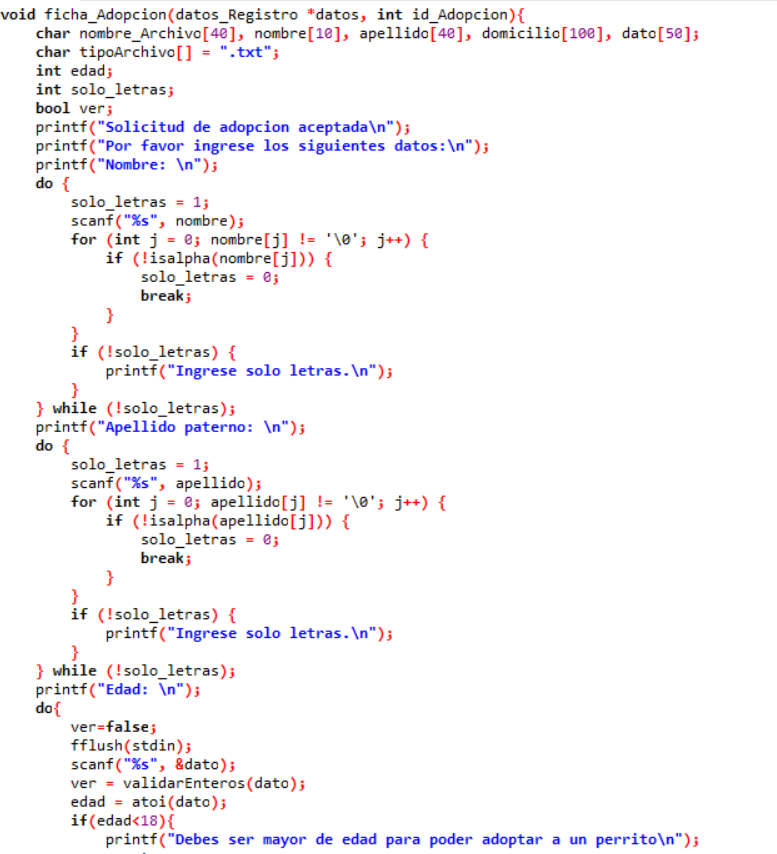 void ficha_Adopcion(datos_Registro *datos, int id_Adopcion){
    char nombre_Archivo[40], nombre[10], apellido[40], domicilio[100], dato[50];
    char tipoArchivo[] = ".txt";
    int edad;
    int solo_letras;
    bool ver;
    printf("Solicitud de adopcion aceptada\n");
    printf("Por favor ingrese los siguientes datos:\n");
    printf("Nombre: \n");
    do {
        solo_letras = 1;
        scanf("%s", nombre);
        for (int j = 0; nombre[j] != '\0'; j++) {
            if (!isalpha(nombre[j])) {
                solo_letras = 0;
                break;
            }
        }
        if (!solo_letras) {
            printf("Ingrese solo letras.\n");
        }
    } while (!solo_letras);
    printf("Apellido paterno: \n");
    do {
        solo_letras = 1;
        scanf("%s", apellido);
        for (int j = 0; apellido[j] != '\0'; j++) {
            if (!isalpha(apellido[j])) {
                solo_letras = 0;
                break;
            }
        }
        if (!solo_letras) {
            printf("Ingrese solo letras.\n");
        }
    } while (!solo_letras);
    printf("Edad: \n");
    do{
        ver=false;
        fflush(stdin);
        scanf("%s", &dato);
        ver = validarEnteros(dato);
        edad = atoi(dato);
        if(edad<18){
            printf("Debes ser mayor de edad para poder adoptar a un perrito\n");